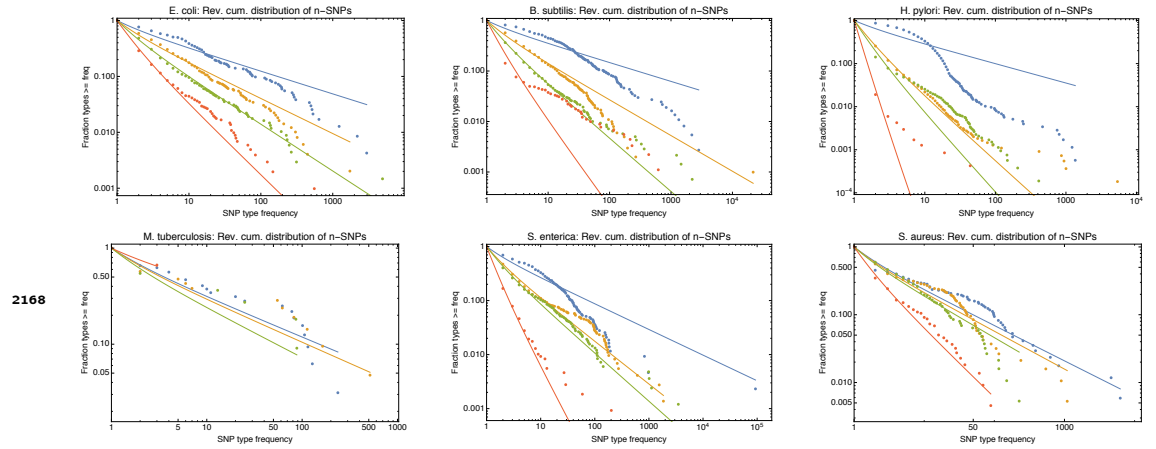 E. coli: Rev. cum. distribution of n-SNPs
Fraction types >= freq
1
0.100
0.010
0.001
1 10 100 1000
SNP type frequency
B. subtilis: Rev. cum. distribution of n-SNPs
Fraction types >= freq
1
0.100
0.010
0.001
1 10 100 1000 10⁴
SNP type frequency
H. pylori: Rev. cum. distribution of n-SNPs
Fraction types >= freq
1
0.100
0.010
0.001
10⁻⁴
1 10 100 1000 10⁴
SNP type frequency
2168
M. tuberculosis: Rev. cum. distribution of n-SNPs
Fraction types >= freq
1
0.50
0.10
0.05
1 5 10 50 100 500 1000
SNP type frequency
S. enterica: Rev. cum. distribution of n-SNPs
Fraction types >= freq
1
0.100
0.010
0.001
1 10 100 1000 10⁴ 10⁵
SNP type frequency
S. aureus: Rev. cum. distribution of n-SNPs
Fraction types >= freq
1
0.500
0.100
0.050
0.010
0.005
1 50 1000
SNP type frequency